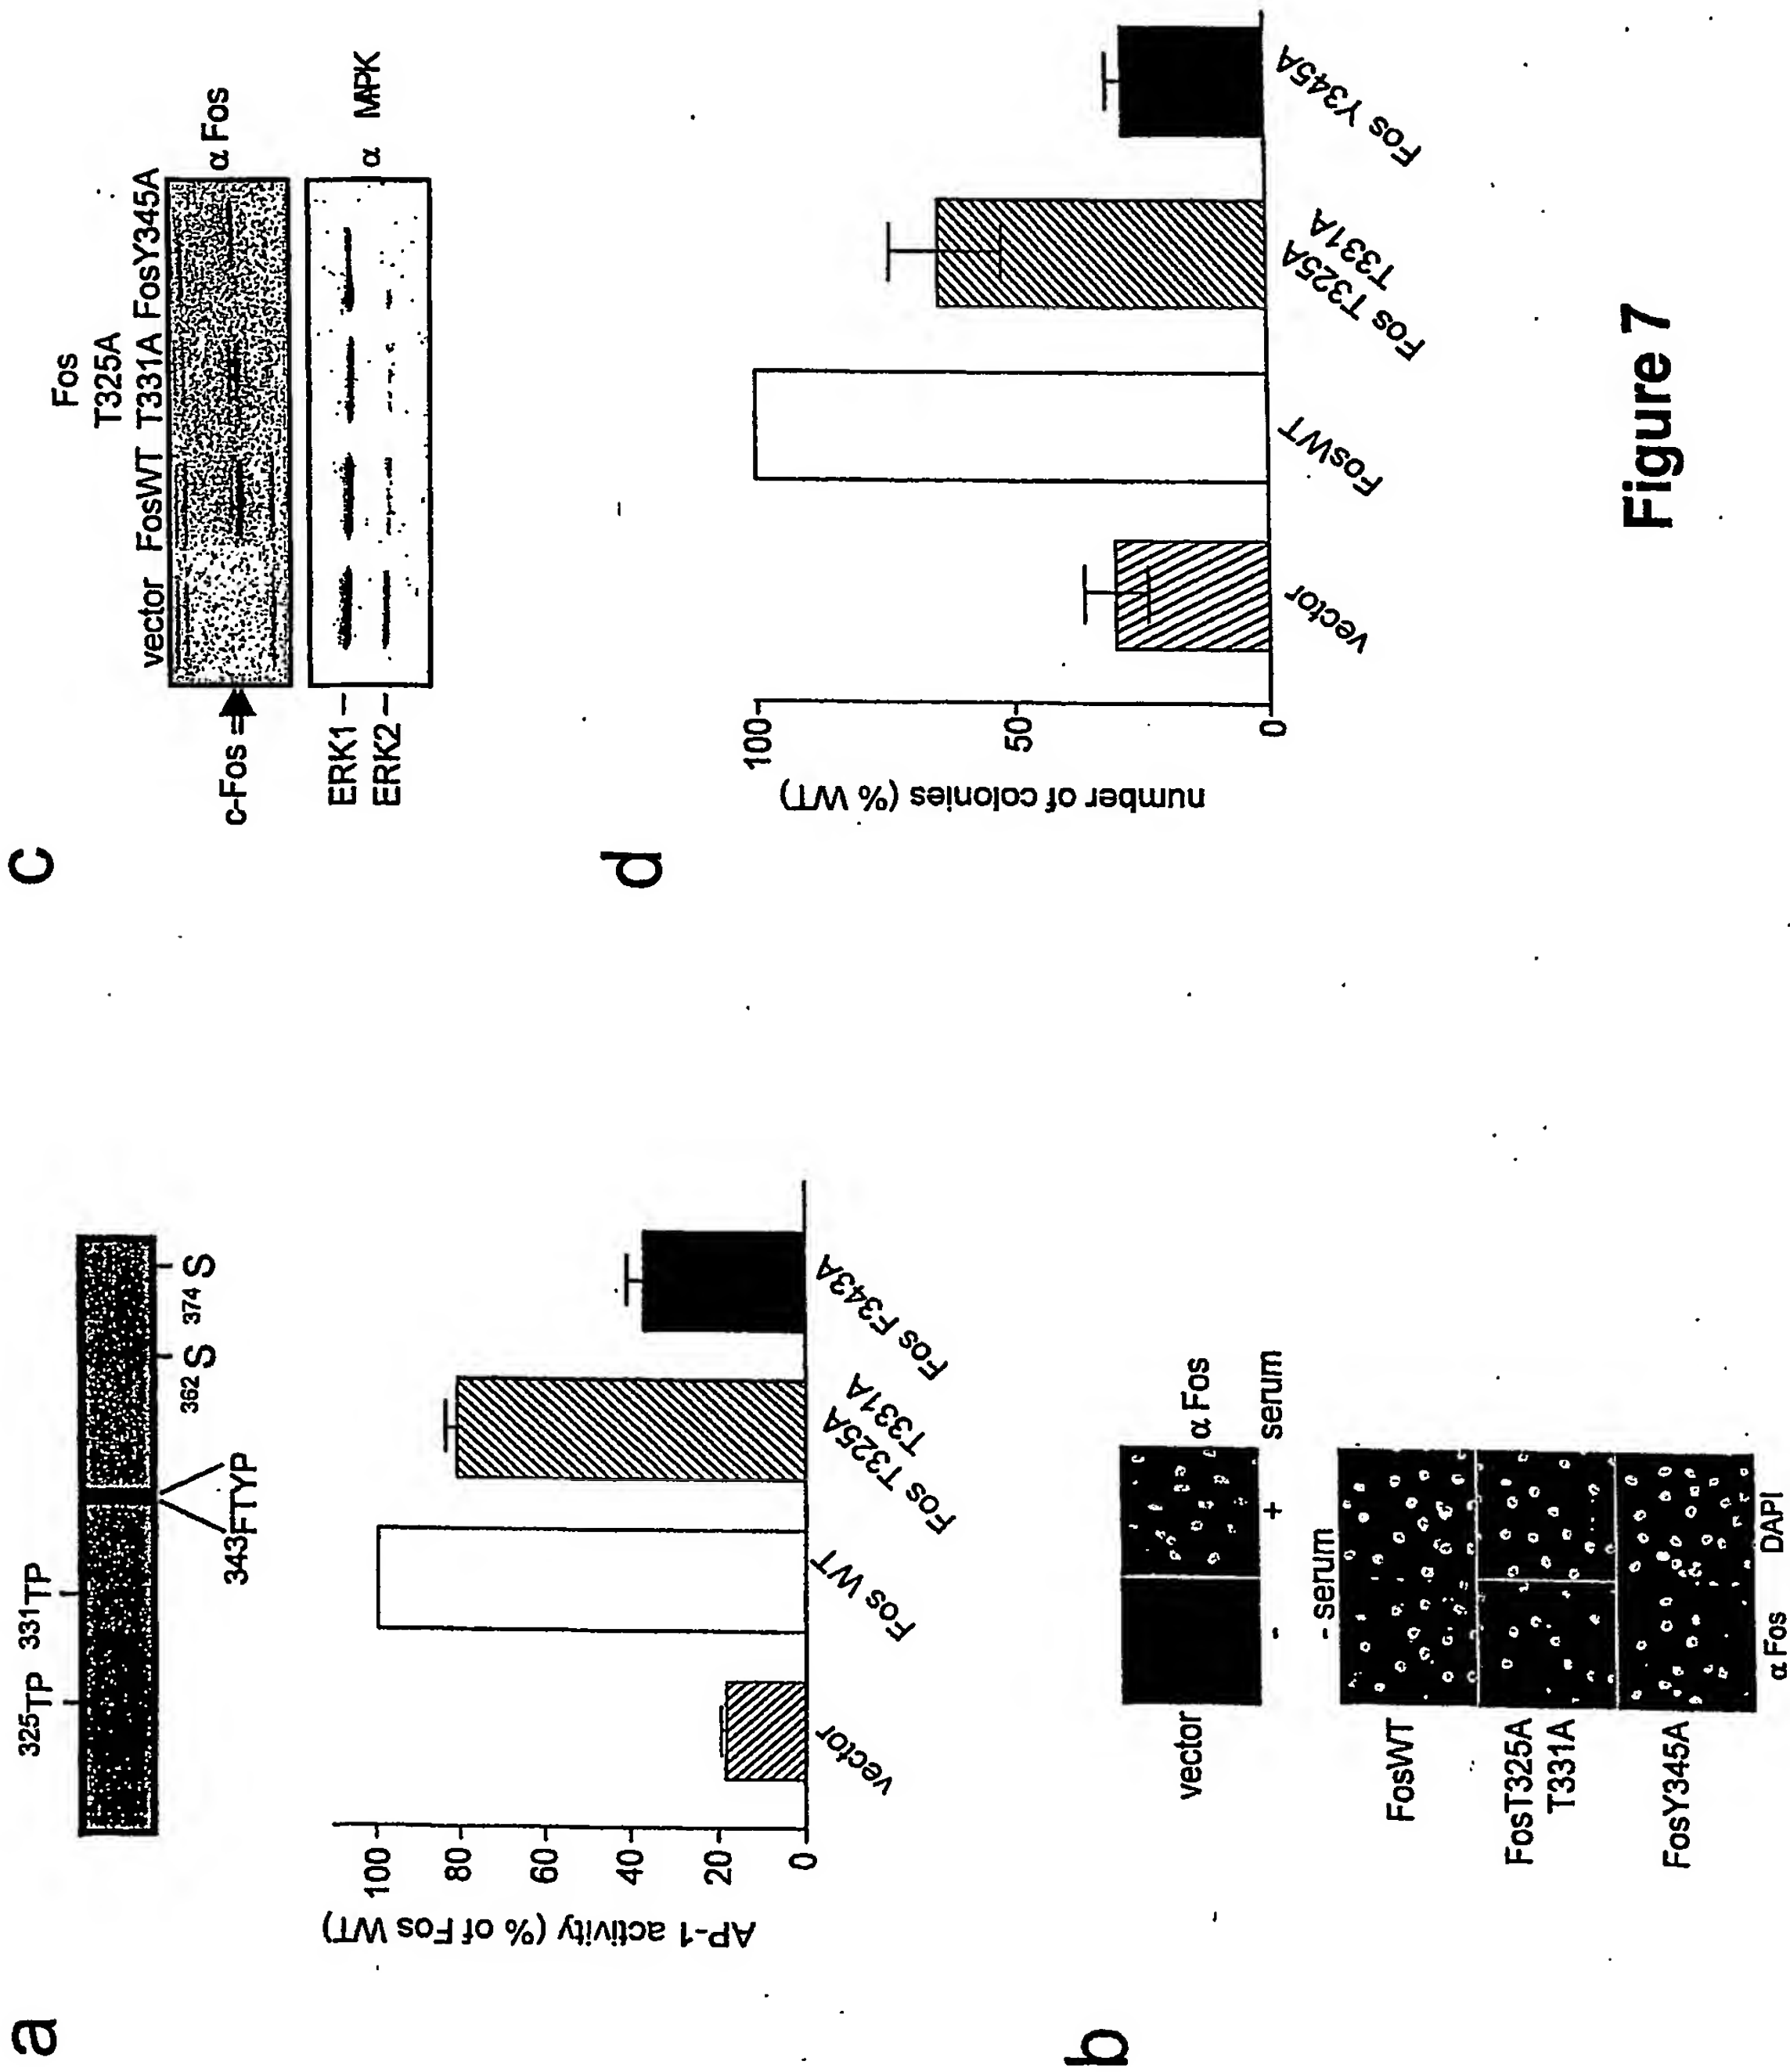 a
325TP 331TP
343FTYP 362 S 374 S
AP-1 activity (% of Fos WT)
100
80
60
40
20
0
vector
Fos WT
Fos T325A
T331A
Fos F343A
b
vector
α Fos
- + serum
- serum
FosWT
FosT325A
T331A
FosY345A
α Fos DAPI
c
Fos
T325A
vector FosWT T331A FosY345A
c-Fos = α Fos
ERK1 –
ERK2 –
α MAPK
d
number of colonies (% WT)
100
50
0
vector
FosWT
Fos T325A
T331A
Fos Y345A
Figure 7